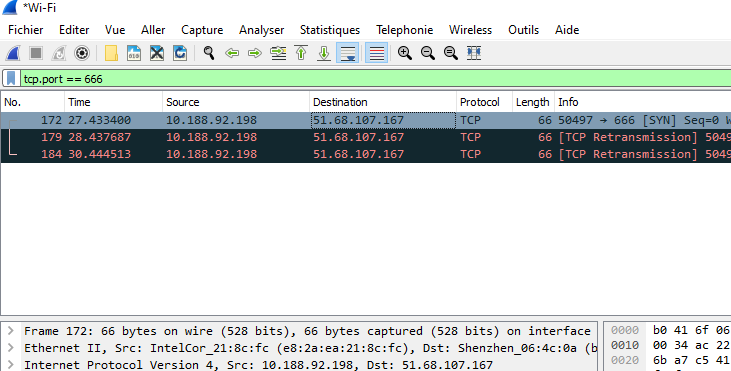 *Wi-Fi
Fichier Editer Vue Aller Capture Analyser Statistiques Telephonie Wireless Outils Aide
tcp.port == 666
No. Time Source Destination Protocol Length Info
172 27.433400 10.188.92.198 51.68.107.167 TCP 66 50497 → 666 [SYN] Seq=0 W
179 28.437687 10.188.92.198 51.68.107.167 TCP 66 [TCP Retransmission] 5049
184 30.444513 10.188.92.198 51.68.107.167 TCP 66 [TCP Retransmission] 5049
Frame 172: 66 bytes on wire (528 bits), 66 bytes captured (528 bits) on interface
Ethernet II, Src: IntelCor_21:8c:fc (e8:2a:ea:21:8c:fc), Dst: Shenzhen_06:4c:0a (b
Internet Protocol Version 4, Src: 10.188.92.198, Dst: 51.68.107.167
0000 b0 41 6f 06
0010 00 34 ac 22
0020 6b a7 c5 41